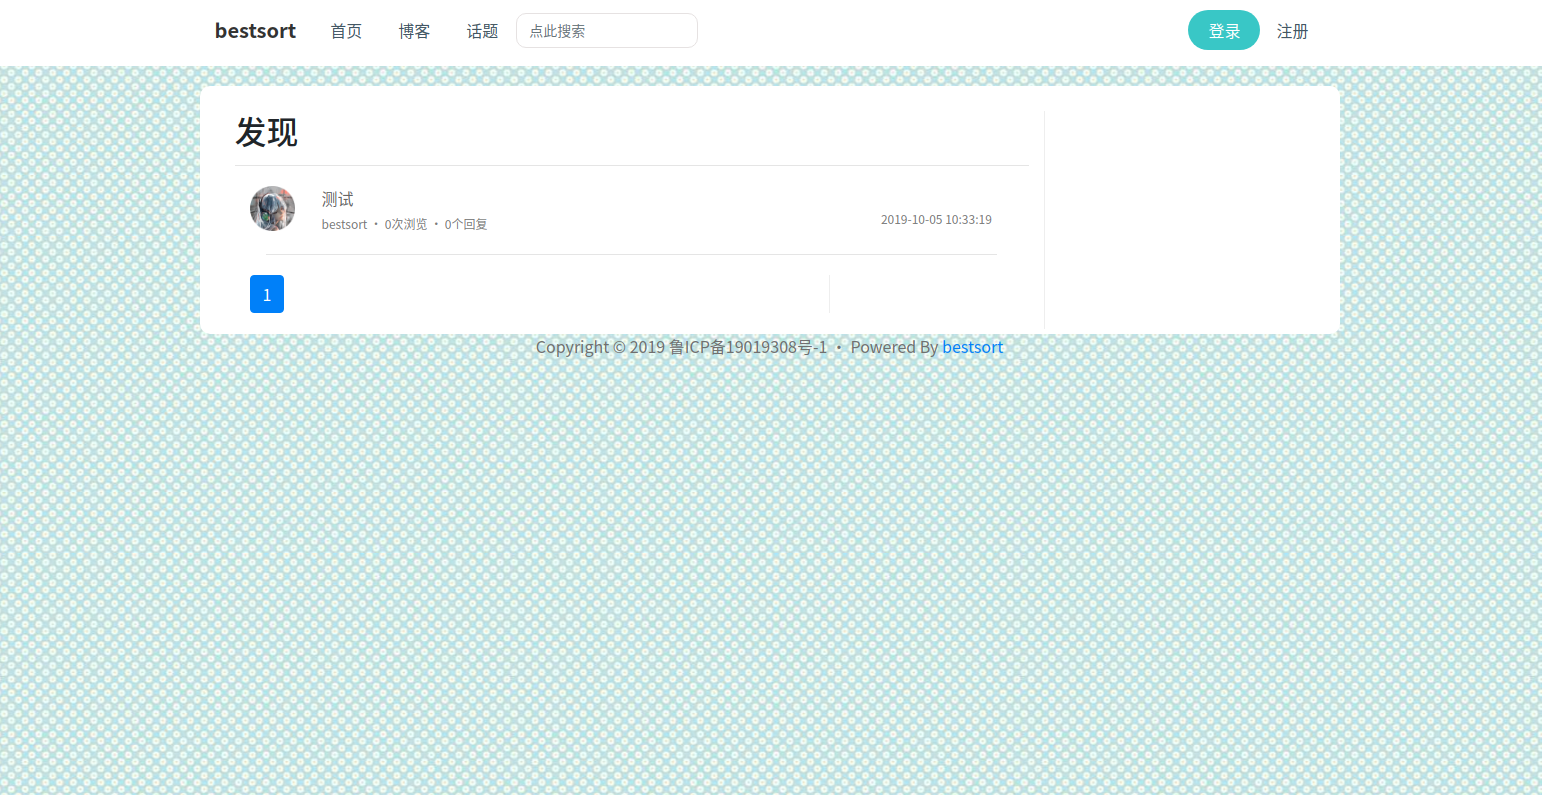 bestsort 首页 博客 话题 点此搜索 登录 注册
发现
测试
bestsort • 0次浏览 • 0个回复 2019-10-05 10:33:19
1
Copyright © 2019 鲁ICP备19019308号-1 • Powered By bestsort